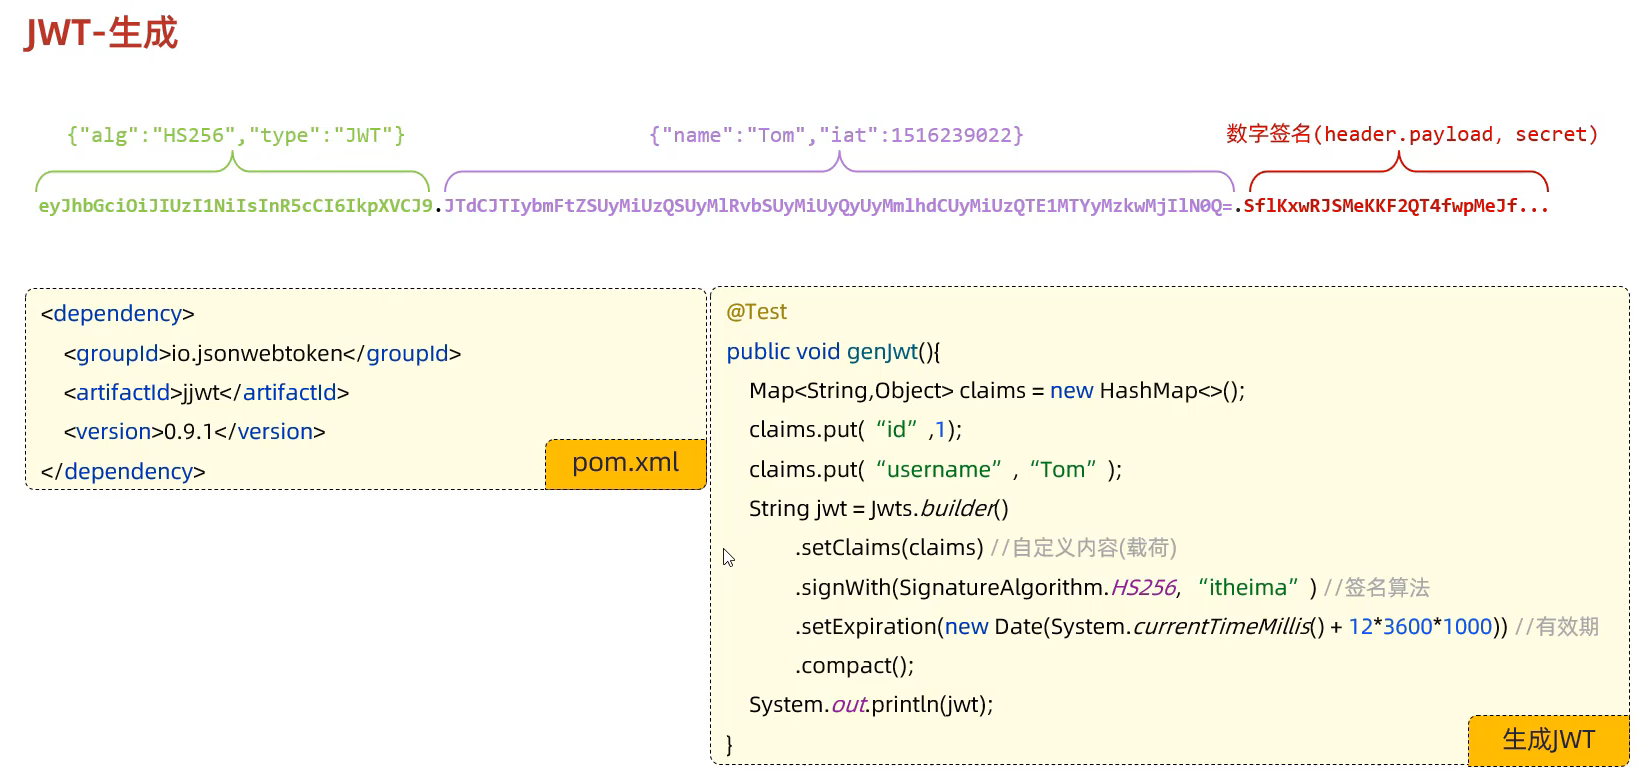 JWT-生成
{"alg":"HS256","type":"JWT"}
{"name":"Tom","iat":1516239022}
数字签名(header.payload, secret)
eyJhbGciOiJIUzI1NiIsInR5cCI6IkpXVCJ9.JTdCJTIybmFtZSUyMiUzQSUyMlRvbSUyMiUyQyUyMmlhdCUyMiUzQTE1MTYyMzkwMjIlN0Q=.SflKxwRJSMeKKF2QT4fwpMeJf...
<dependency>
<groupId>io.jsonwebtoken</groupId>
<artifactId>jjwt</artifactId>
<version>0.9.1</version>
</dependency>
pom.xml
@Test
public void genJwt(){
Map<String,Object> claims = new HashMap<>();
claims.put( “id” ,1);
claims.put( “username” , “Tom” );
String jwt = Jwts.builder()
.setClaims(claims) //自定义内容(载荷)
.signWith(SignatureAlgorithm.HS256, “itheima” ) //签名算法
.setExpiration(new Date(System.currentTimeMillis() + 12*3600*1000)) //有效期
.compact();
System.out.println(jwt);
}
生成JWT